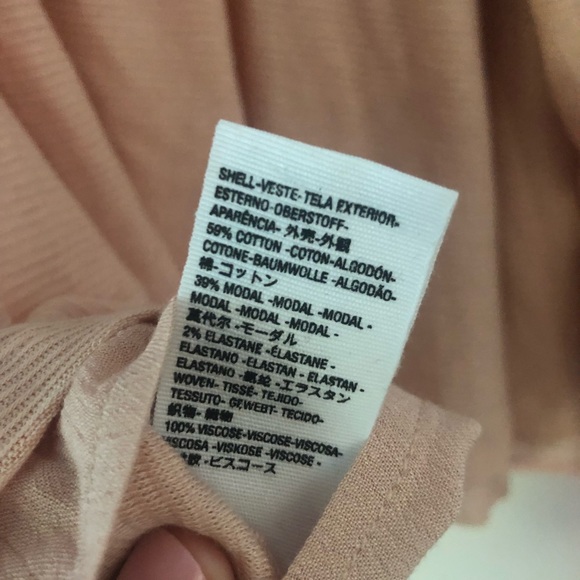 SHELL-VESTE-TELA EXTERIOR-
ESTERNO-OBERSTOFF-
APARÊNCIA- 外壳-外観
59% COTTON -COTON-ALGODÓN-
COTONE-BAUMWOLLE -ALGODÃO-
棉-コットン
39% MODAL -MODAL -MODAL -
MODAL -MODAL -MODAL -
莫代尔 -モーダル
2% ELASTANE -ÉLASTANE -
ELASTANO -ELASTAN - ELASTAN -
ELASTANO - -エラスタン
WOVEN- TISSÉ- TEJIDO-
TESSUTO- GEWEBT- TECIDO-
织物- 織物
100% VISCOSE-VISCOSE-VISCOSA-
VISCOSA -VISKOSE -VISCOSE -
-ビスコース